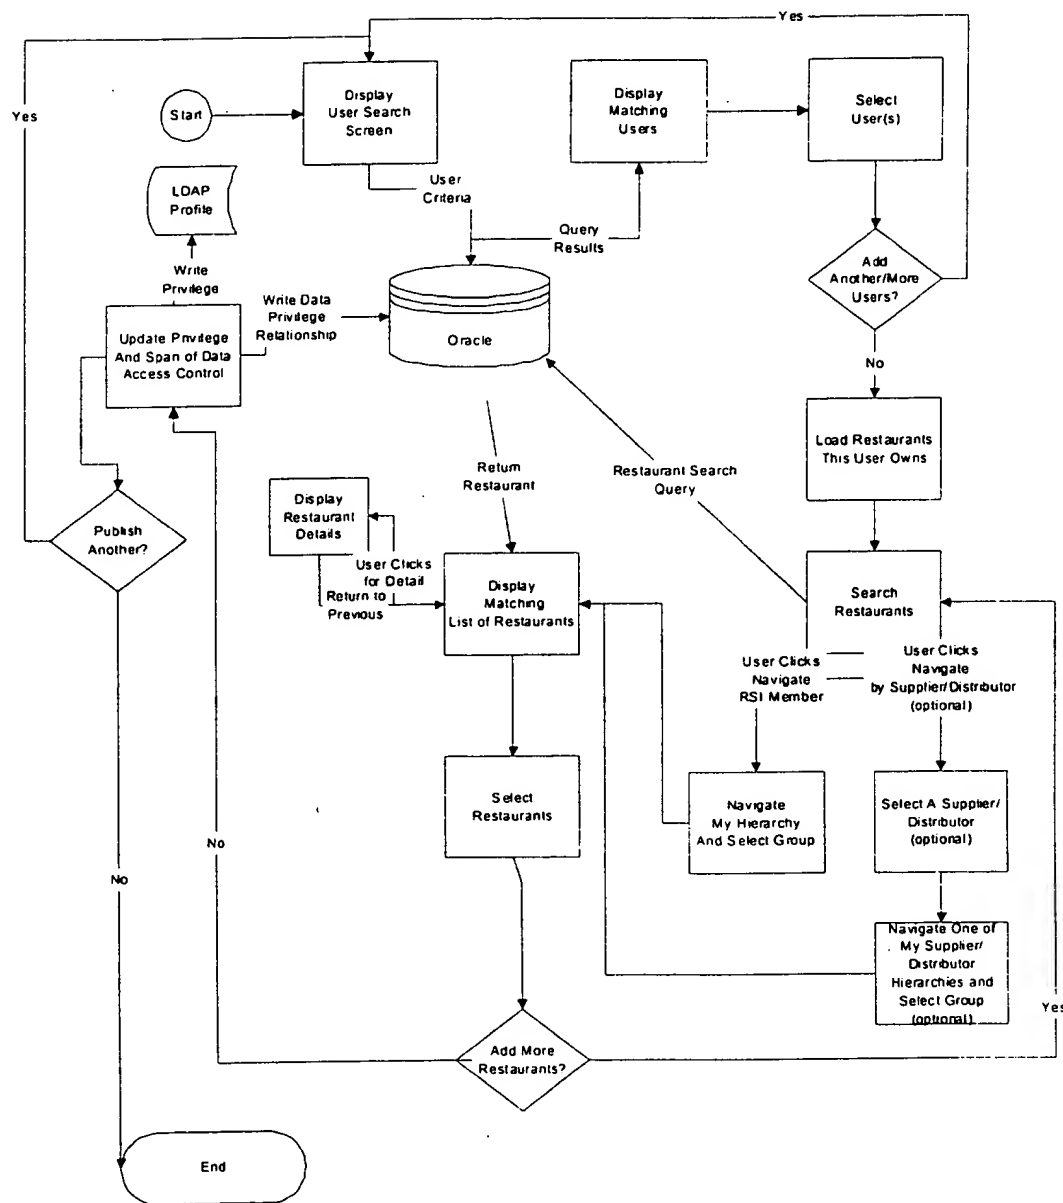 Yes
Yes
Start
Display
User Search
Screen
Display
Matching
Users
Select
User(s)
LDAP
Profile
User
Criteria
Query
Results
Add
Another/More
Users?
Write
Privilege
Write Data
Privilege
Relationship
Update Privilege
And Span of Data
Access Control
Oracle
No
Load Restaurants
This User Owns
Return
Restaurant
Restaurant Search
Query
Display
Restaurant
Details
Publish
Another?
User Clicks
for Detail
Return to
Previous
Display
Matching
List of Restaurants
Search
Restaurants
User Clicks
Navigate
RSI Member
User Clicks
Navigate
by Supplier/Distributor
(optional)
Select
Restaurants
Navigate
My Hierarchy
And Select Group
Select A Supplier/
Distributor
(optional)
No
No
Navigate One of
My Supplier/
Distributor
Hierarchies and
Select Group
(optional)
Yes
Add More
Restaurants?
End